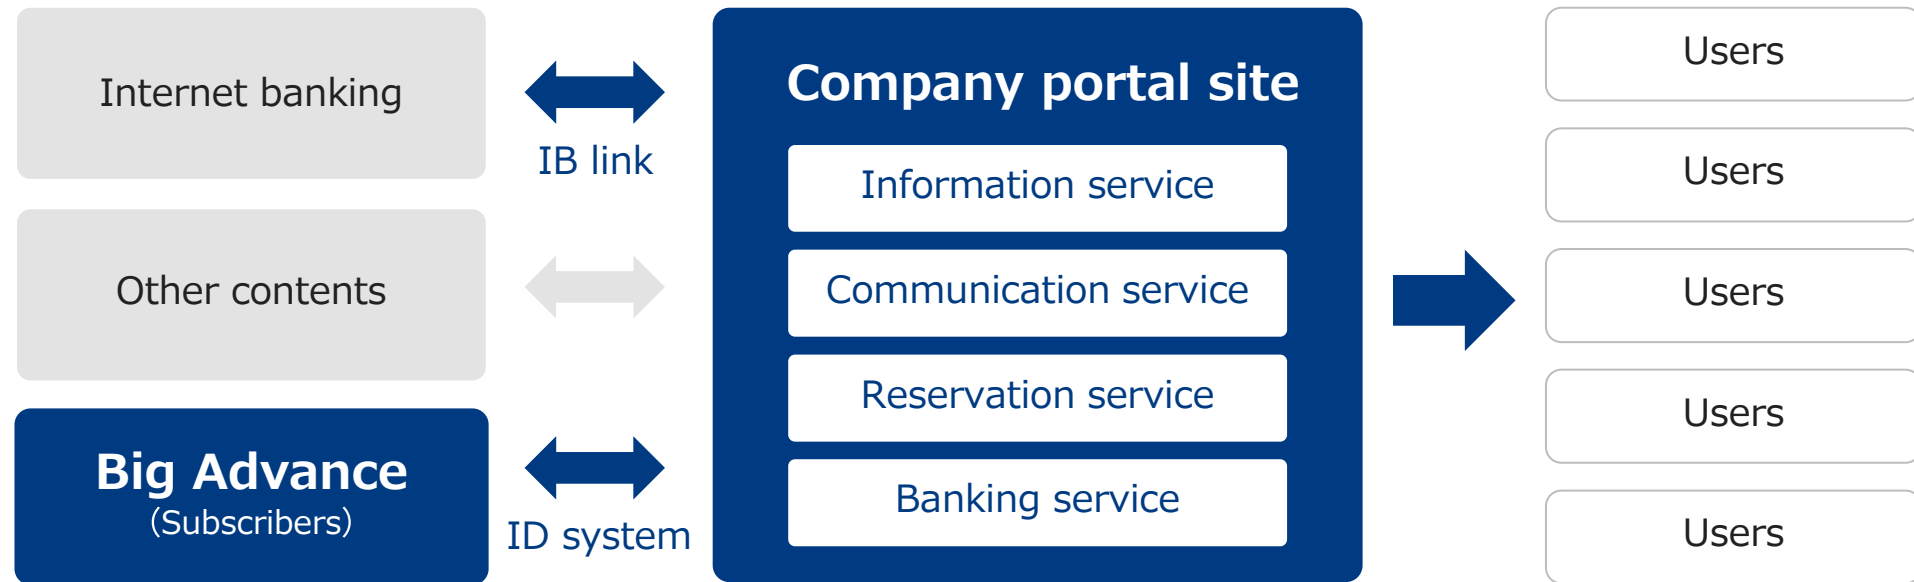 Internet banking
IB link
Other contents
Big Advance
（Subscribers）
ID system
Company portal site
Information service
Communication service
Reservation service
Banking service
Users
Users
Users
Users
Users